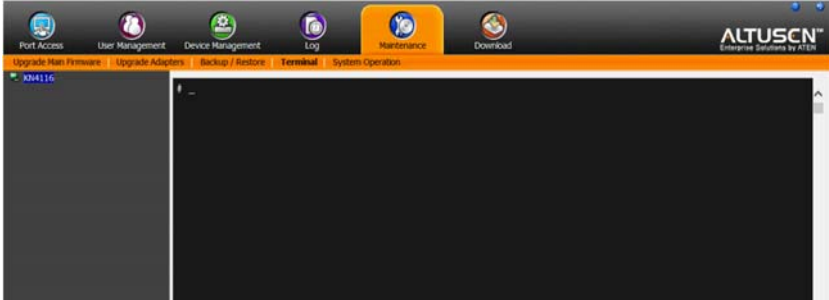 Port Access User Management Device Management Log Maintenance Download
ALTUSCN™
Enterprise Solutions by ATEN
Upgrade Main Firmware | Upgrade Adapters | Backup / Restore | Terminal | System Operation
KN4116
# _